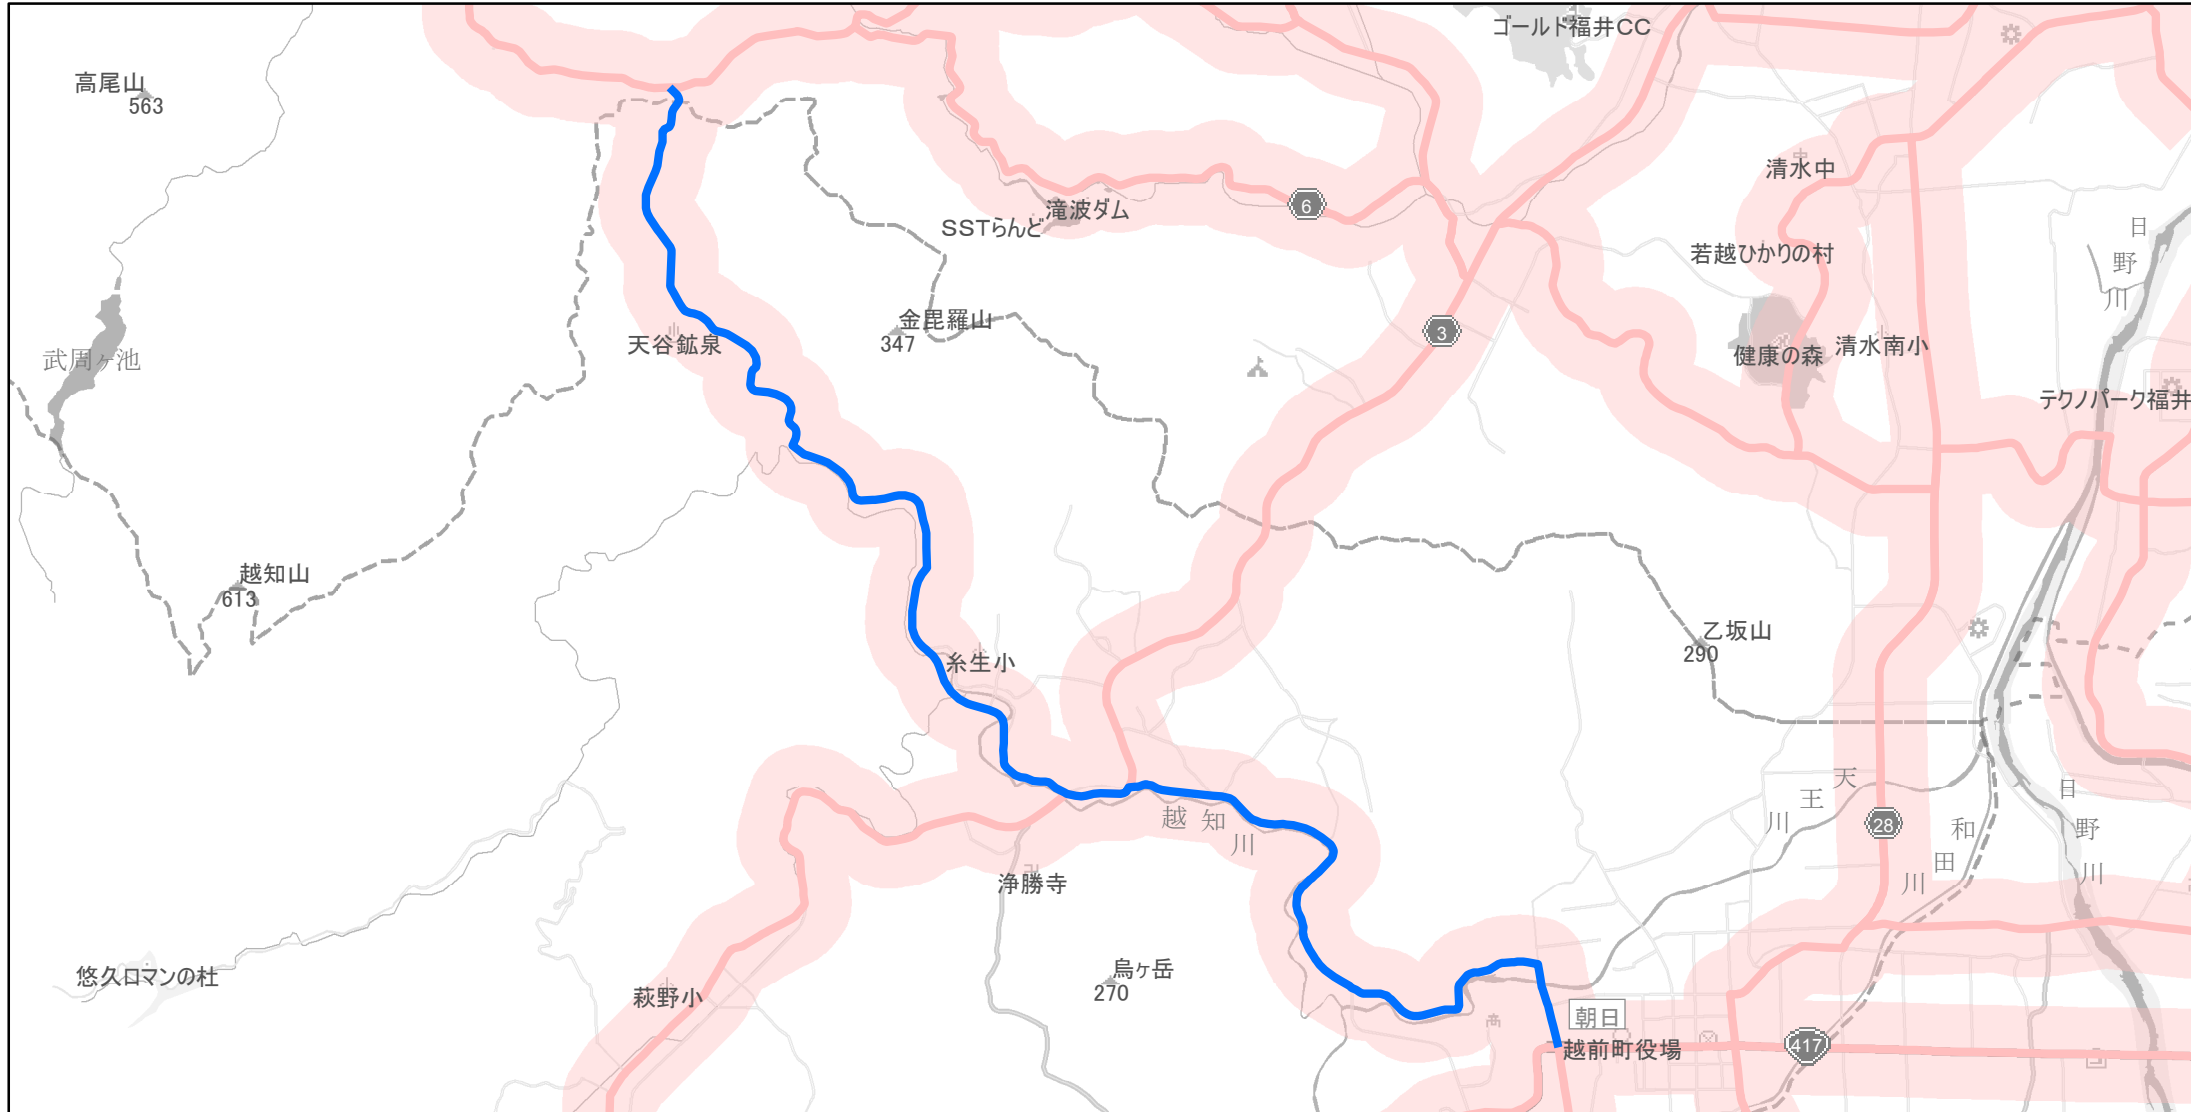 ゴールド福井CC
高尾山
563
清水中
6
滝波ダム
SSTらんど
日野川
若越ひかりの村
金毘羅山
347
3
天谷鉱泉
武周ヶ池
健康の森
清水南小
テクノパーク福井
越知山
613
乙坂山
290
糸生小
天王川
越知川
28
和田川
日野川
浄勝寺
烏ヶ岳
270
悠久ロマンの杜
萩野小
朝日
越前町役場
417